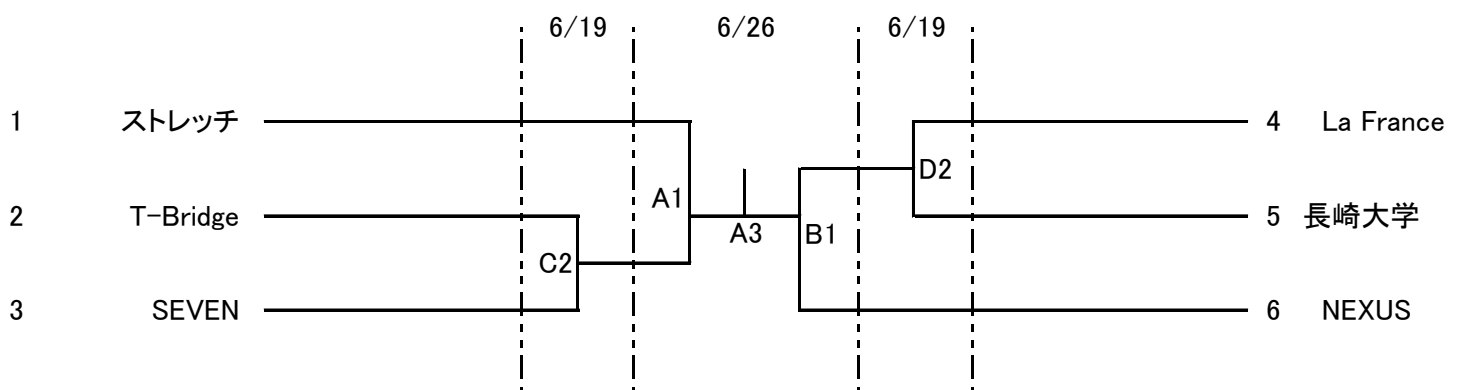 6/19 6/26 6/19
1 ストレッチ 4 La France
D2
A1
2 T-Bridge 5 長崎大学
A3 B1
C2
3 SEVEN 6 NEXUS